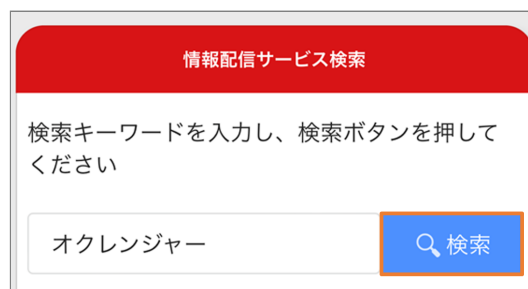 情報配信サービス検索
検索キーワードを入力し、検索ボタンを押して
ください
オクレンジャー 検索